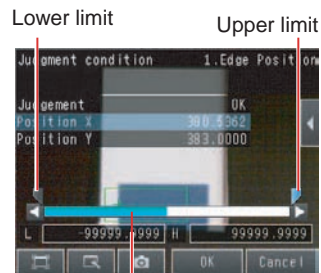 Lower limit
Upper limit
Judgment condition 1.Edge Position
Judgement OK
Position X 380.5362
Position Y 383.0000
L -99999.9999 H 99999.9999
OK Cancel